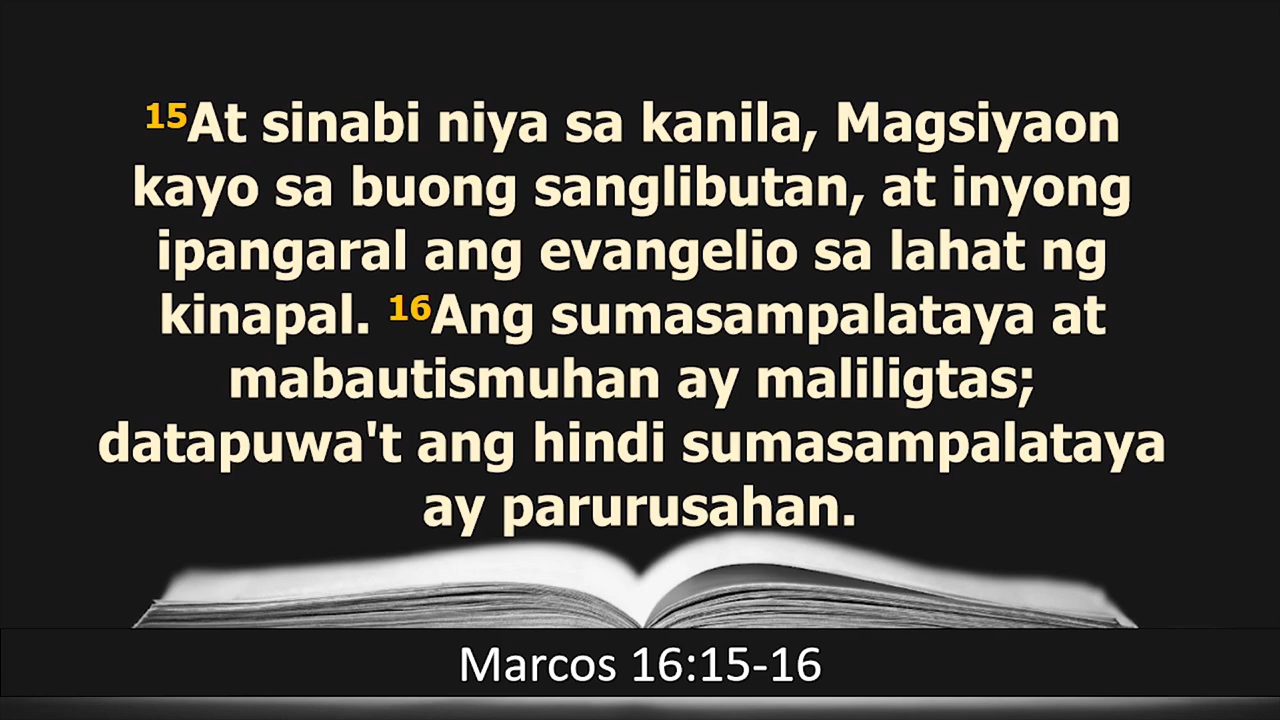 15At sinabi niya sa kanila, Magsiyaon
kayo sa buong sanglibutan, at inyong
ipangaral ang evangelio sa lahat ng
kinapal. 16Ang sumasampalataya at
mabautismuhan ay maliligtas;
datapuwa't ang hindi sumasampalataya
ay parurusahan.
Marcos 16:15-16